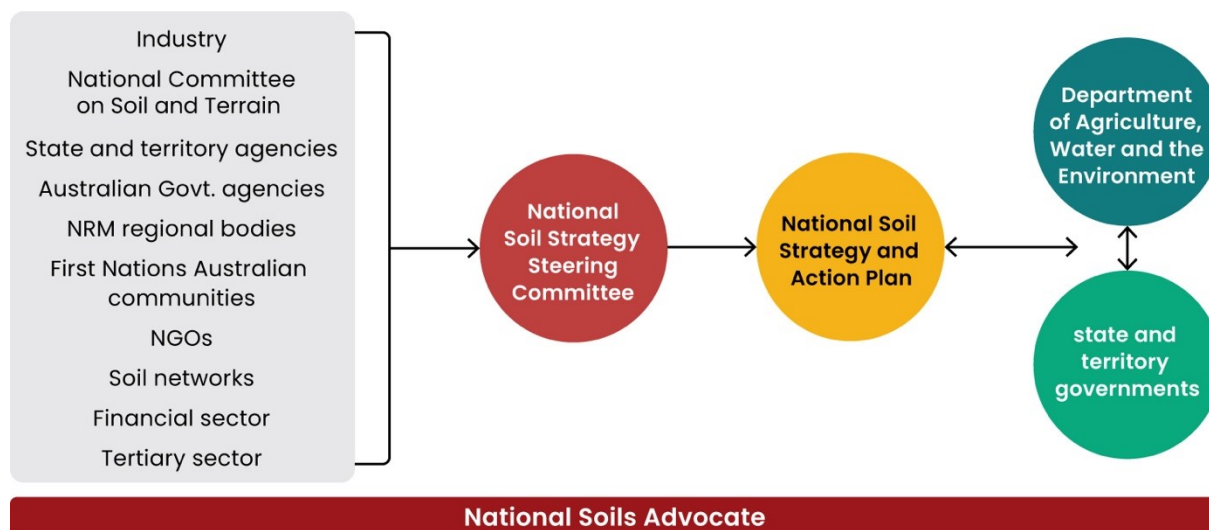 Industry
National Committee
on Soil and Terrain
State and territory agencies
Australian Govt. agencies
NRM regional bodies
First Nations Australian
communities
NGOs
Soil networks
Financial sector
Tertiary sector
National
Soil Strategy
Steering
Committee
National Soil
Strategy and
Action Plan
Department
of Agriculture,
Water and the
Environment
state and
territory
governments
National Soils Advocate